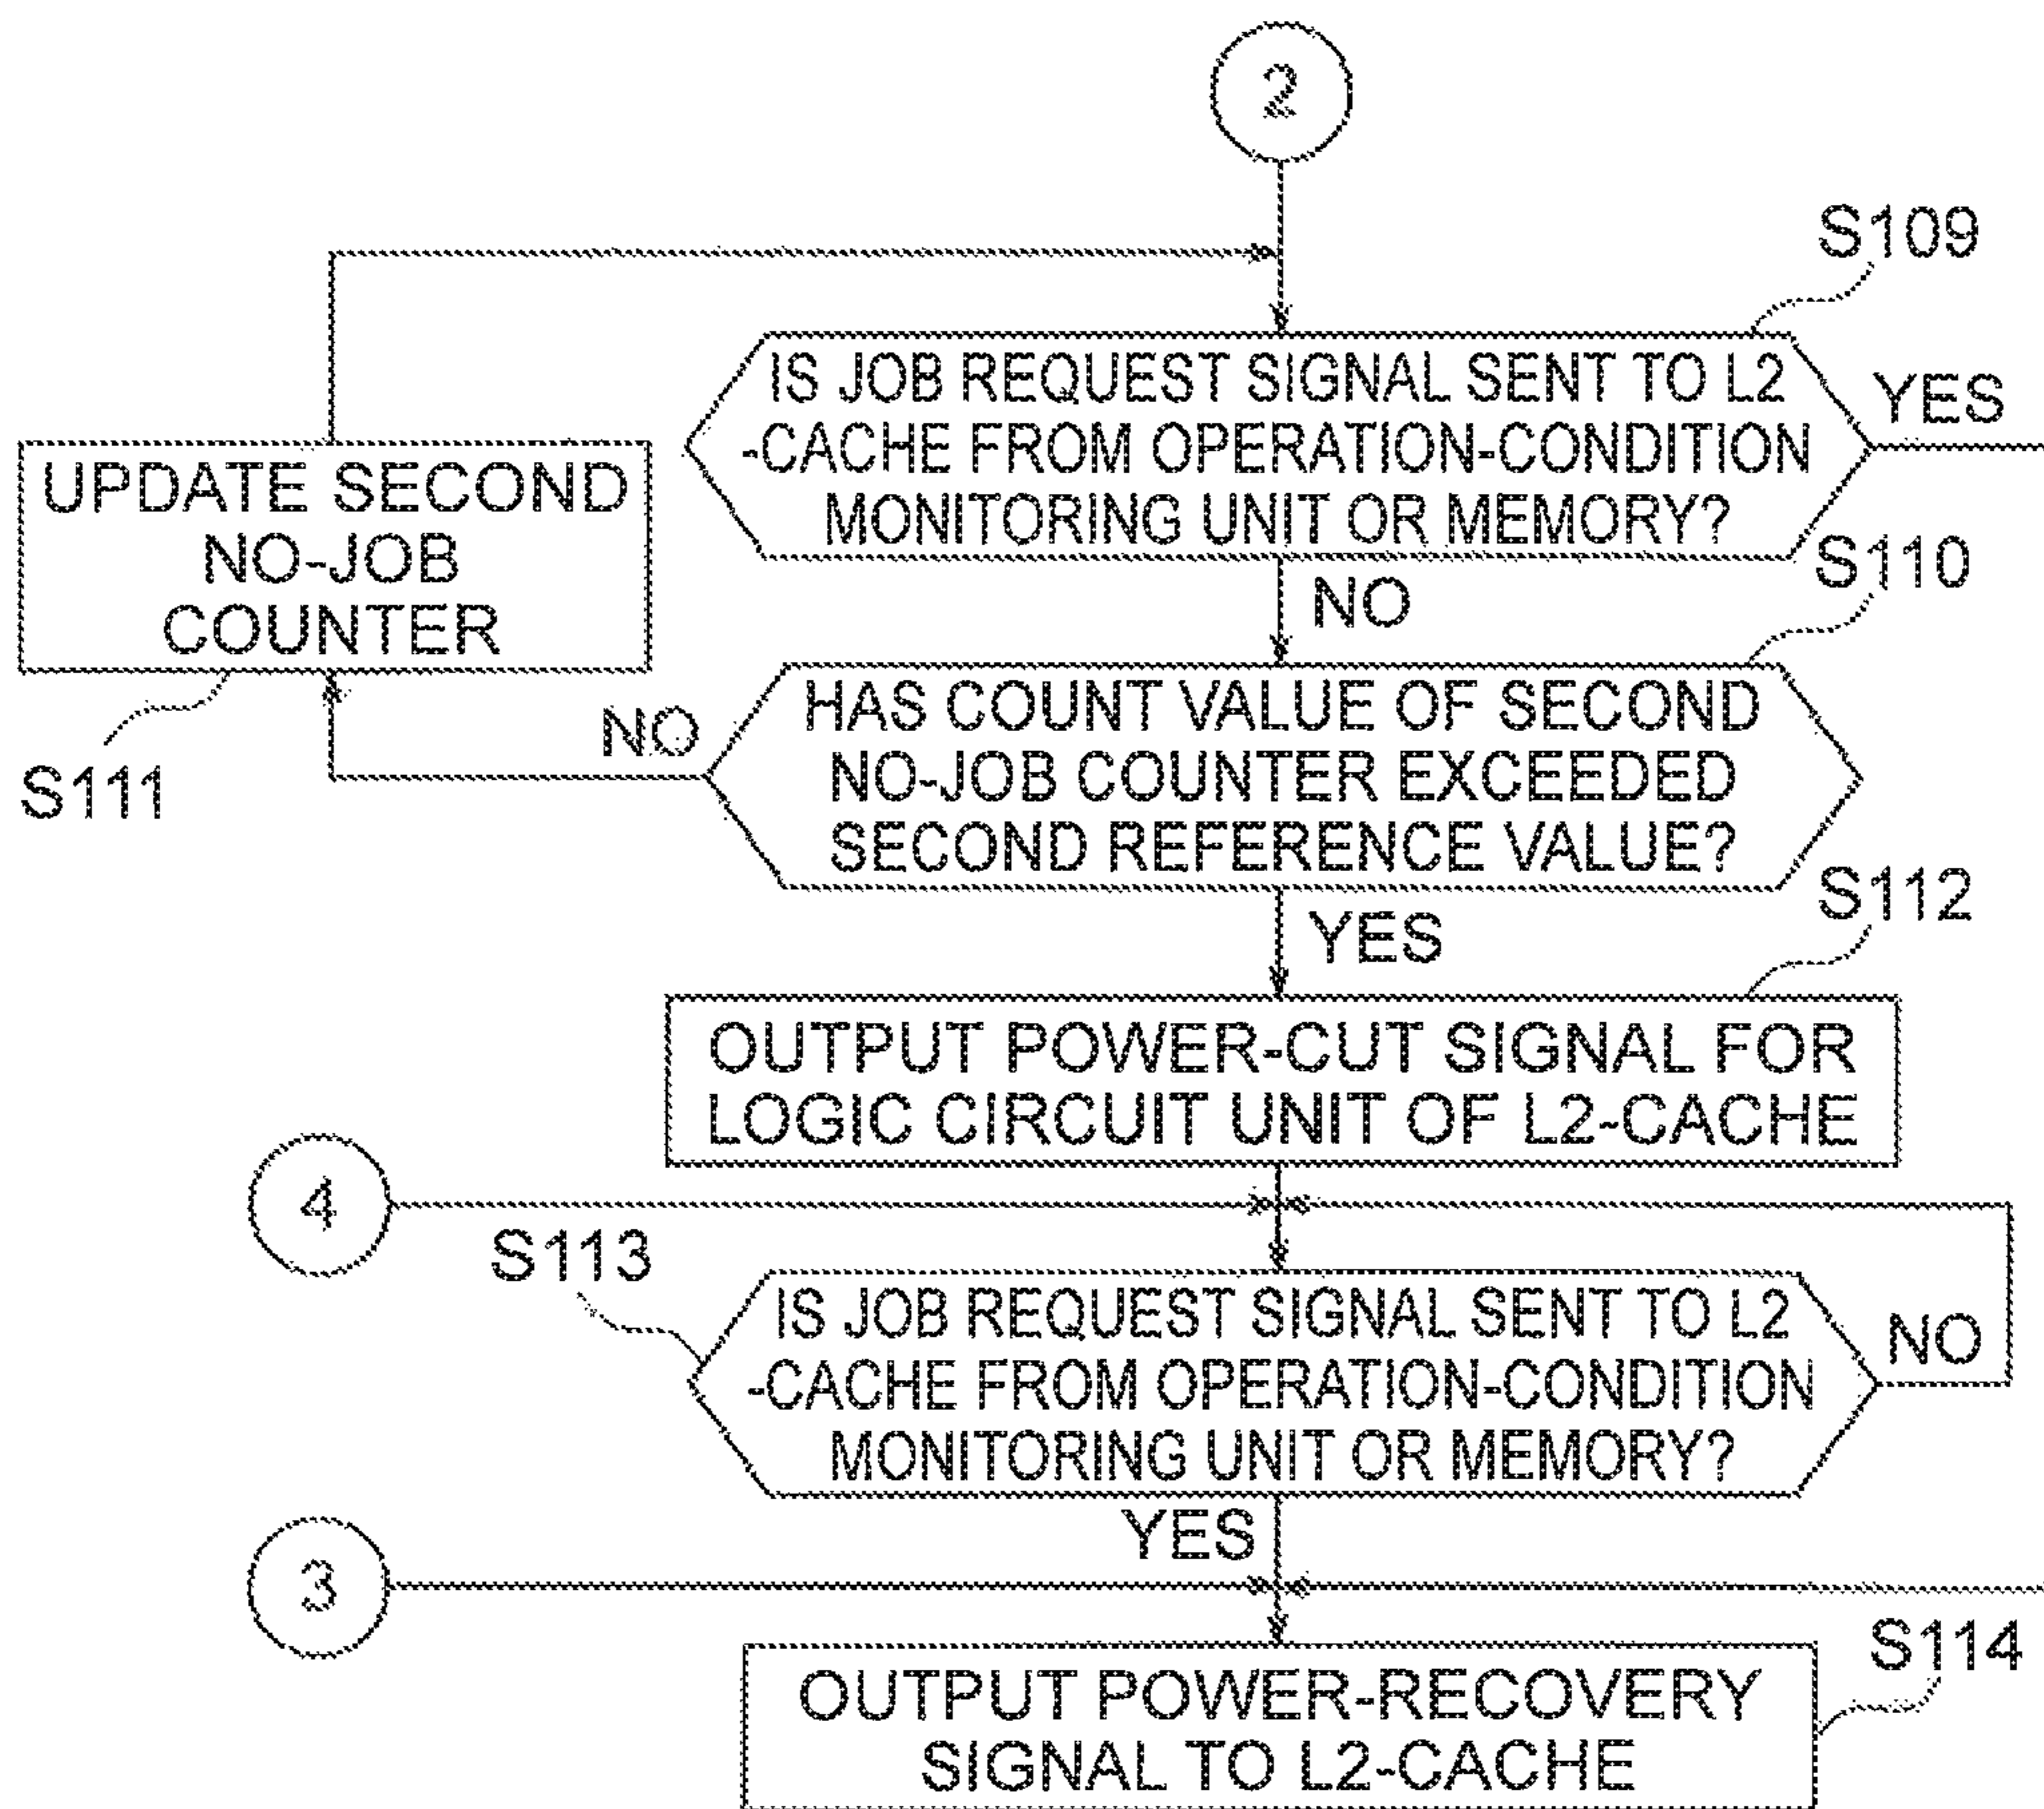 2
S109
IS JOB REQUEST SIGNAL SENT TO L2
-CACHE FROM OPERATION-CONDITION
MONITORING UNIT OR MEMORY?
YES
UPDATE SECOND
NO-JOB
COUNTER
S111
NO
S110
HAS COUNT VALUE OF SECOND
NO-JOB COUNTER EXCEEDED
SECOND REFERENCE VALUE?
NO
YES
S112
OUTPUT POWER-CUT SIGNAL FOR
LOGIC CIRCUIT UNIT OF L2-CACHE
4
S113
IS JOB REQUEST SIGNAL SENT TO L2
-CACHE FROM OPERATION-CONDITION
MONITORING UNIT OR MEMORY?
NO
YES
3
S114
OUTPUT POWER-RECOVERY
SIGNAL TO L2-CACHE